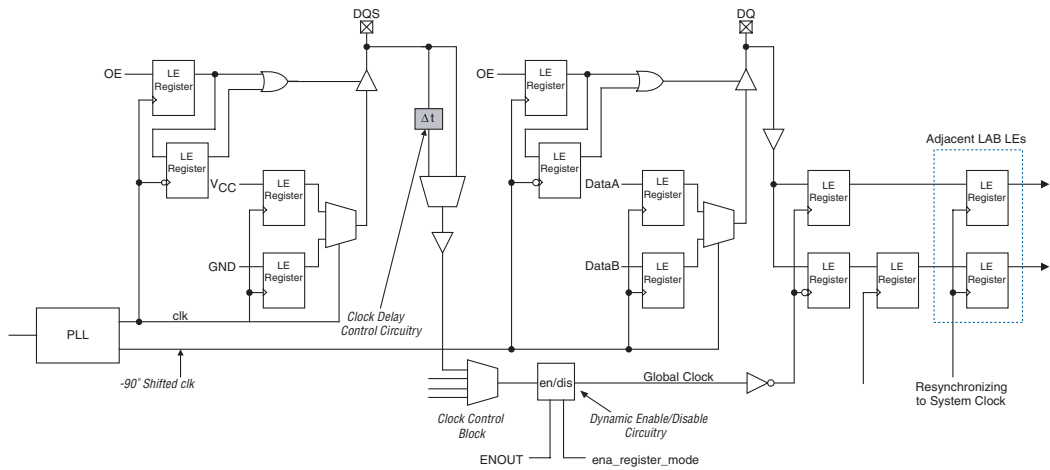 DQS
DQ
OE
LE
Register
OE
LE
Register
Δt
Adjacent LAB LEs
LE
Register
LE
Register
VCC
LE
Register
DataA
LE
Register
LE
Register
LE
Register
GND
LE
Register
DataB
LE
Register
LE
Register
LE
Register
LE
Register
clk
Clock Delay
Control Circuitry
PLL
-90° Shifted clk
en/dis
Global Clock
Resynchronizing
to System Clock
Clock Control
Block
Dynamic Enable/Disable
Circuitry
ENOUT
ena_register_mode